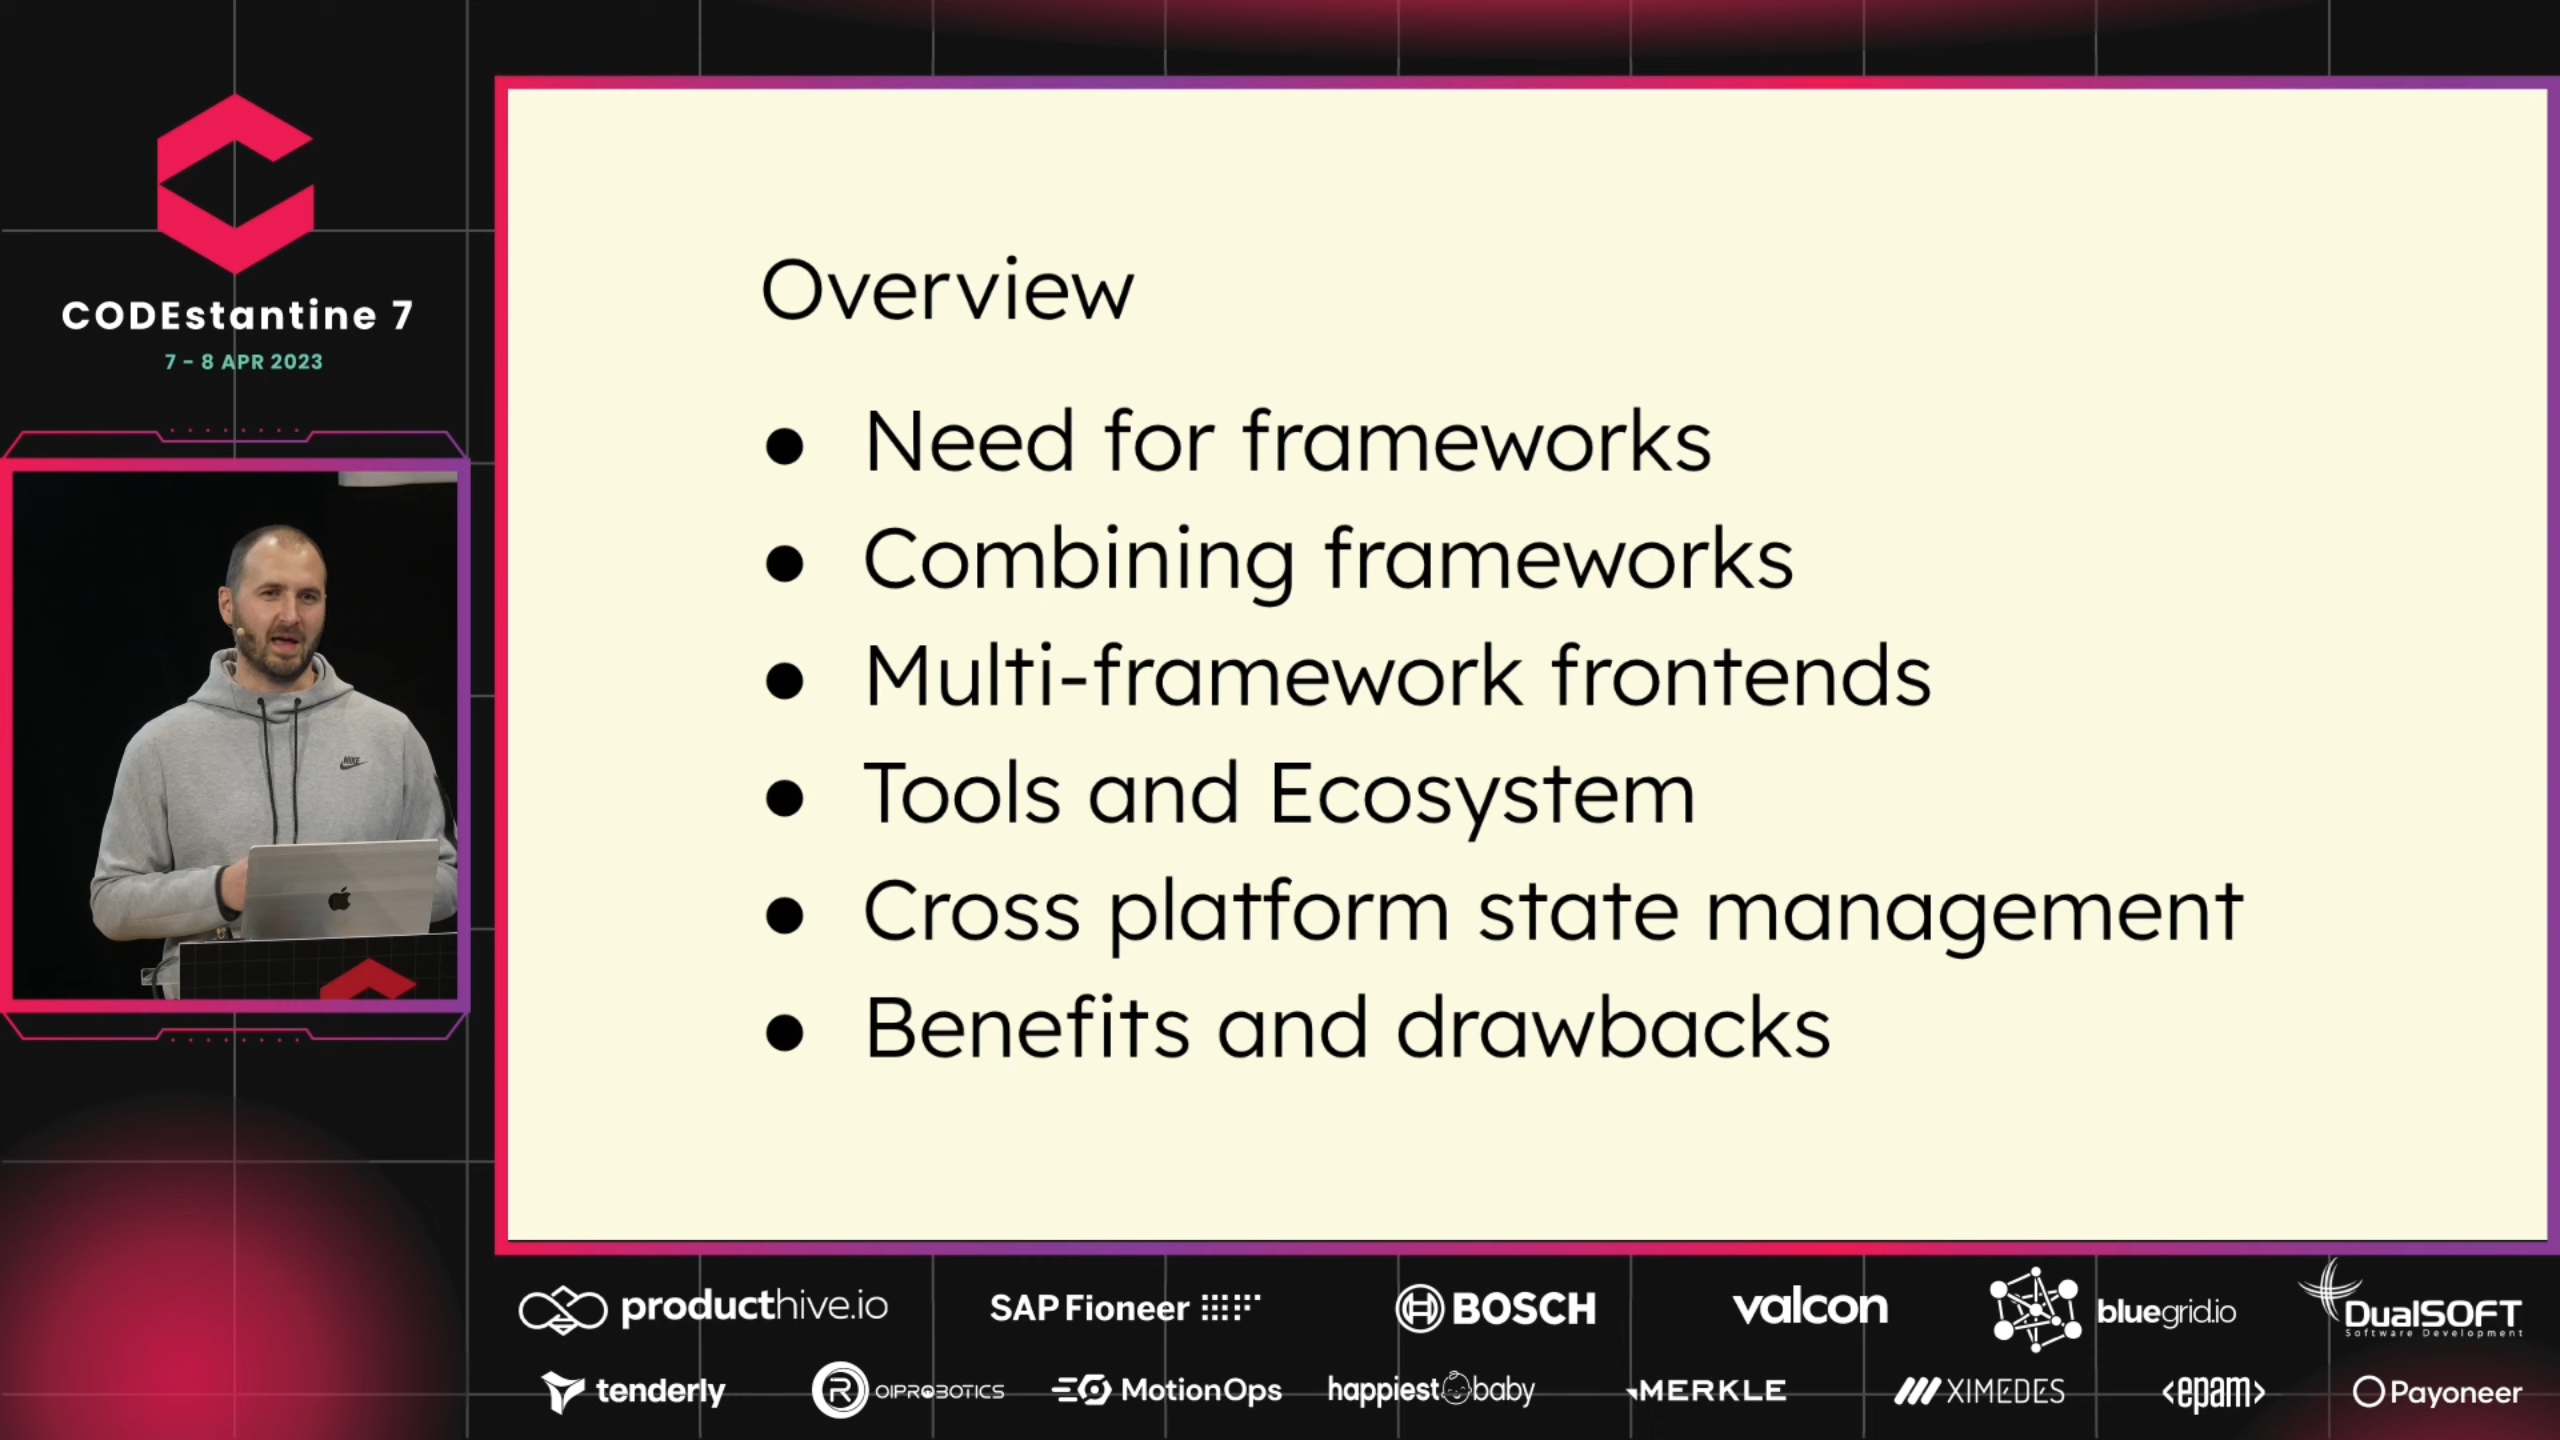 CODEstantine 7
7 - 8 APR 2023
NIKE
Overview
● Need for frameworks
● Combining frameworks
● Multi-framework frontends
● Tools and Ecosystem
● Cross platform state management
● Benefits and drawbacks
producthive.io
SAP Fioneer
BOSCH
valcon
bluegrid.io
DualSOFT
Software Development
tenderly
R OIPROBOTICS
MotionOps
happiest baby
MERKLE
XIMEDES
<epam>
Payoneer